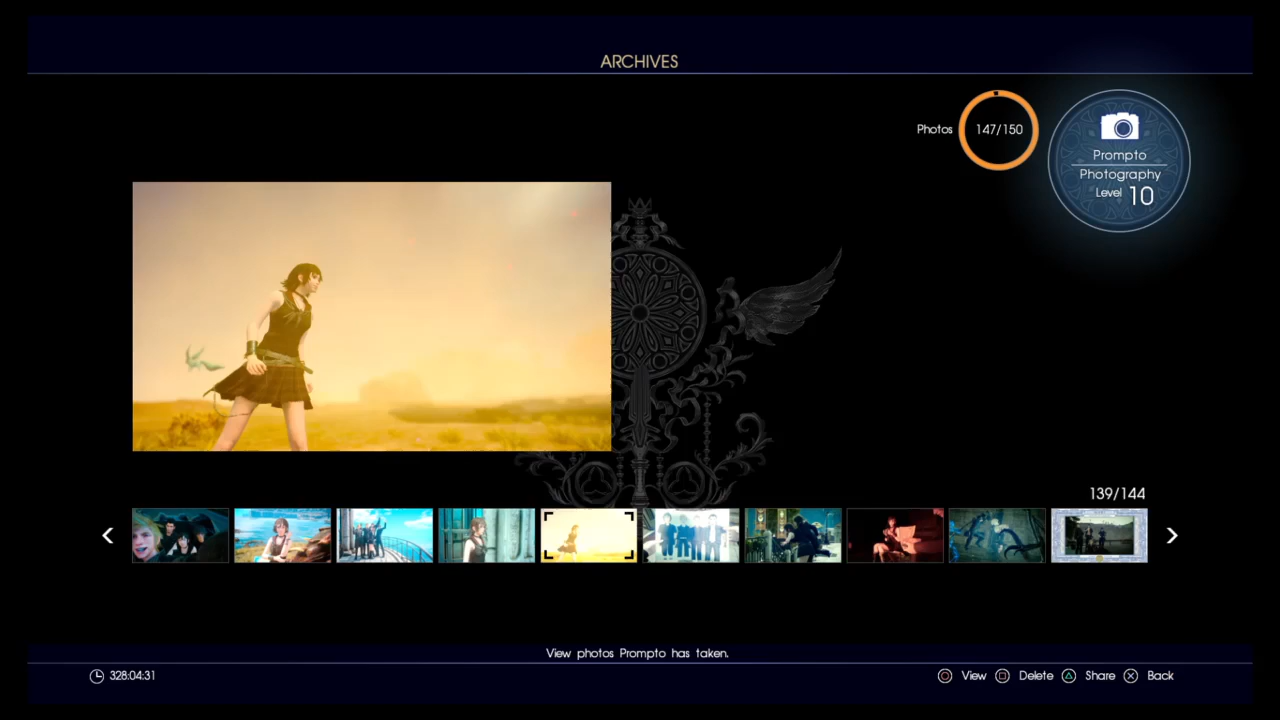 ARCHIVES
Photos 147/150
Prompto
Photography
Level 10
139/144
View photos Prompto has taken.
328:04:31
View Delete Share Back